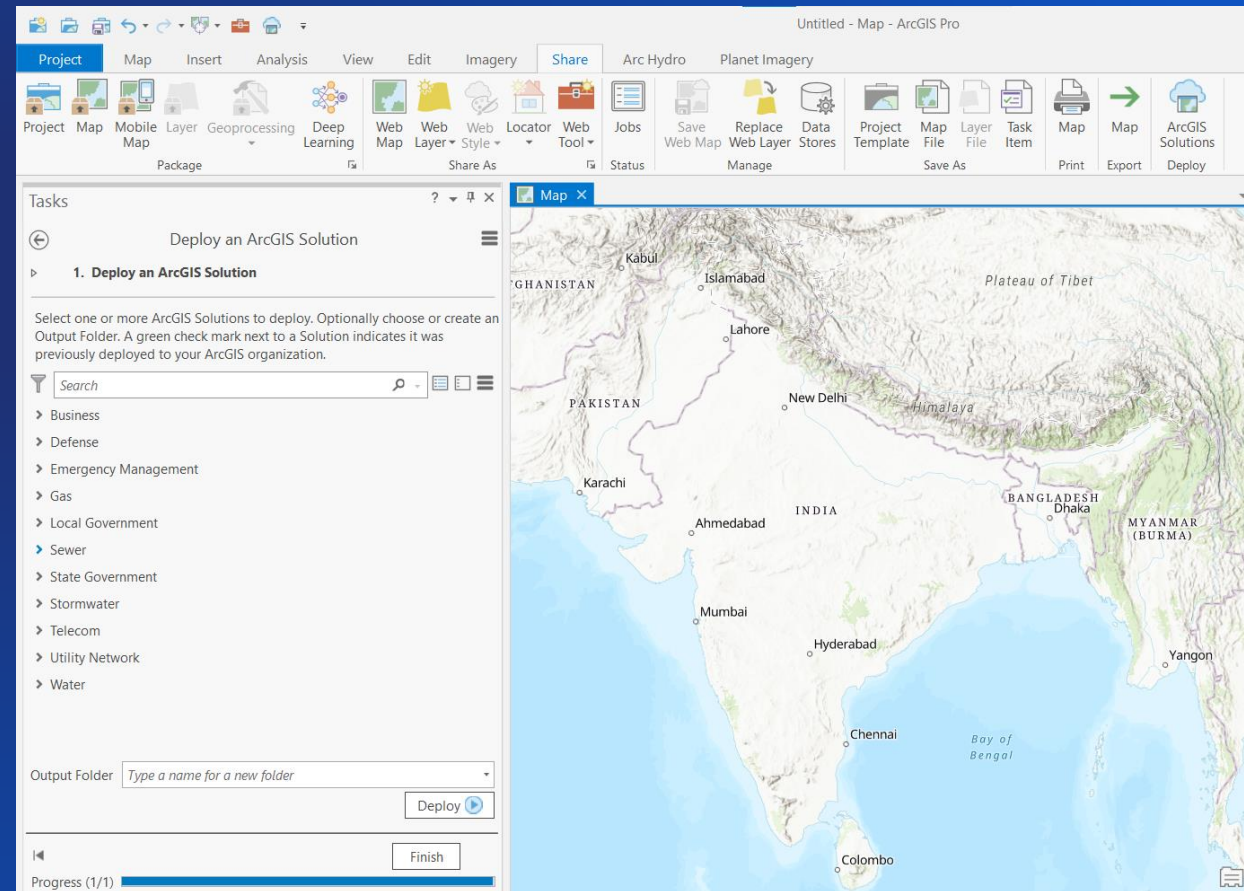 Untitled - Map - ArcGIS Pro
Project Map Insert Analysis View Edit Imagery Share Arc Hydro Planet Imagery
Project Map Mobile Map Layer Geoprocessing Deep Learning Web Map Web Layer Web Style Locator Web Tool Jobs Save Web Map Replace Web Layer Data Stores Project Template Map File Layer File Task Item Map Map ArcGIS Solutions
Package Share As Status Manage Save As Print Export Deploy
Tasks
?
Map
Deploy an ArcGIS Solution
1. Deploy an ArcGIS Solution
Select one or more ArcGIS Solutions to deploy. Optionally choose or create an
Output Folder. A green check mark next to a Solution indicates it was
previously deployed to your ArcGIS organization.
Search
Business
Defense
Emergency Management
Gas
Local Government
Sewer
State Government
Stormwater
Telecom
Utility Network
Water
Output Folder Type a name for a new folder
Deploy
Finish
Progress (1/1)
Kabul
Islamabad
GHANISTAN
Plateau of Tibet
Lahore
PAKISTAN
New Delhi
Himalaya
Karachi
INDIA
BANGLADESH
Dhaka
Ahmedabad
MYANMAR
(BURMA)
Mumbai
Hyderabad
Yangon
Chennai
Bay of
Bengal
Colombo